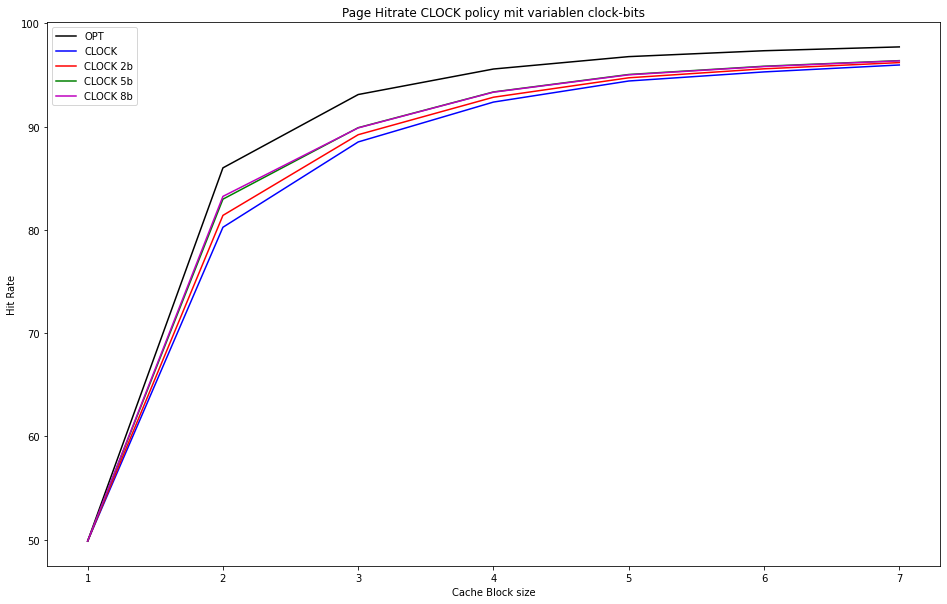 Page Hitrate CLOCK policy mit variablen clock-bits
OPT
CLOCK
CLOCK 2b
CLOCK 5b
CLOCK 8b
100
90
80
70
60
50
Hit Rate
1 2 3 4 5 6 7
Cache Block size